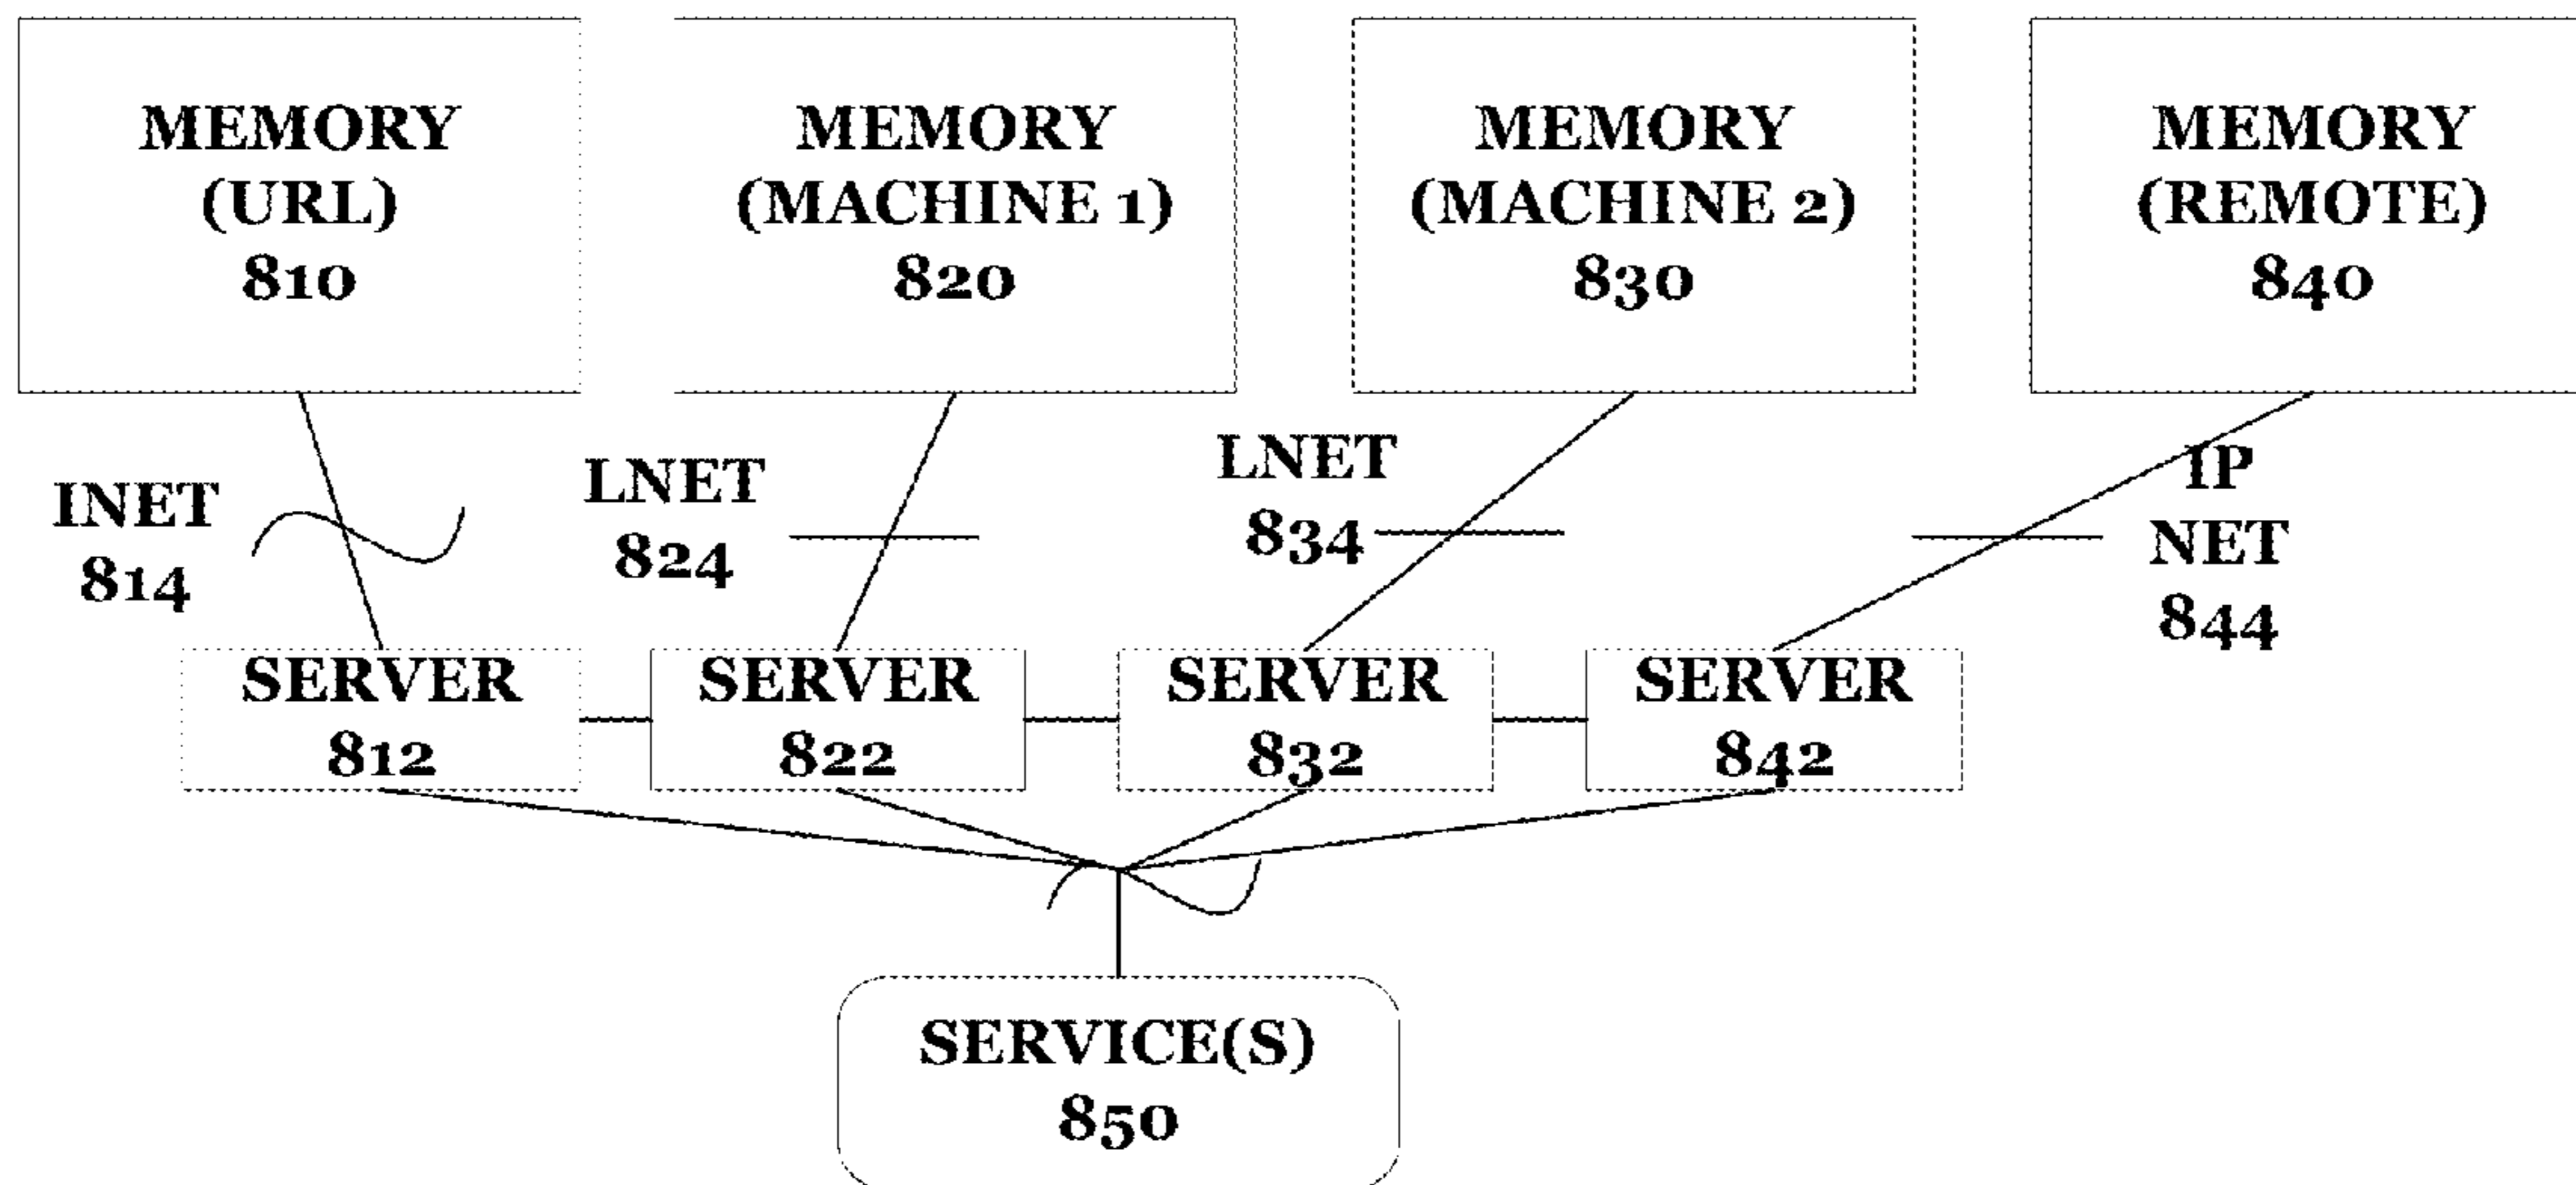 MEMORY
(URL)
810
MEMORY
(MACHINE 1)
820
MEMORY
(MACHINE 2)
830
MEMORY
(REMOTE)
840
INET
814
LNET
824
LNET
834
IP
NET
844
SERVER
812
SERVER
822
SERVER
832
SERVER
842
SERVICE(S)
850